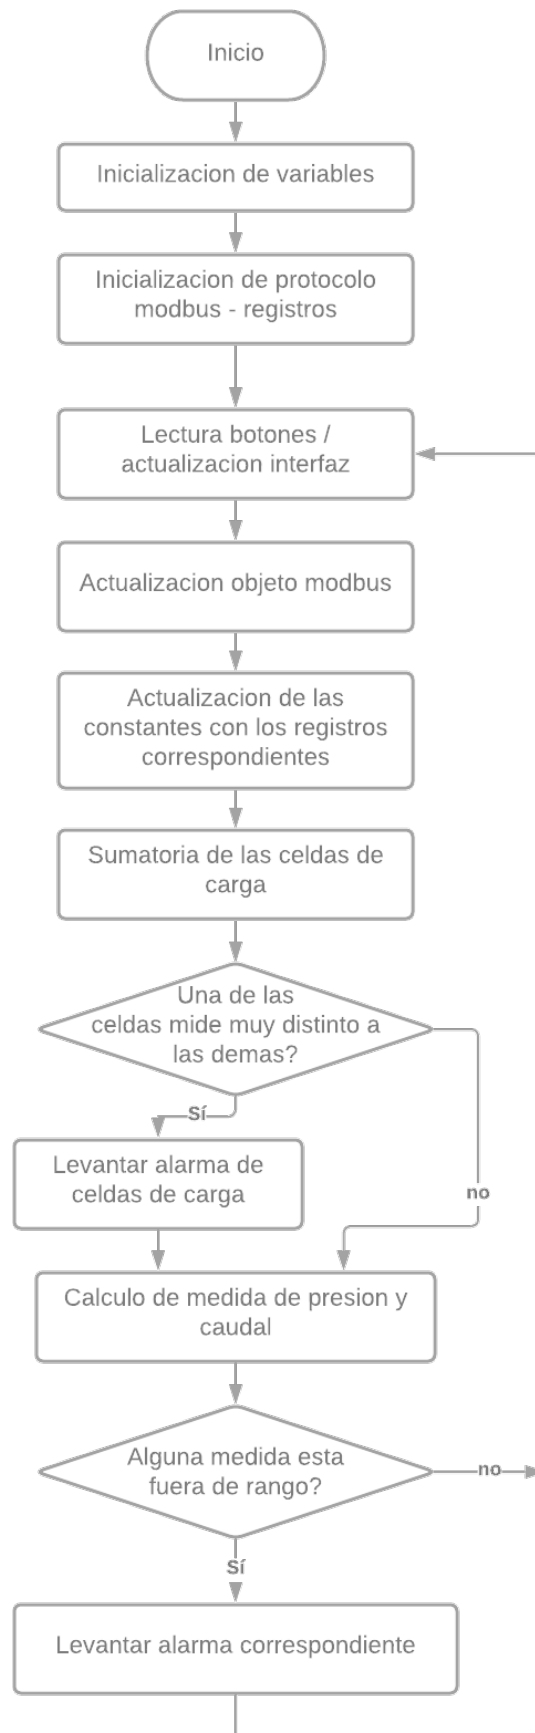 Inicio
Inicializacion de variables
Inicializacion de protocolo
modbus - registros
Lectura botones /
actualizacion interfaz
Actualizacion objeto modbus
Actualizacion de las
constantes con los registros
correspondientes
Sumatoria de las celdas de
carga
Una de las
celdas mide muy distinto a
las demas?
Sí
Levantar alarma de
celdas de carga
no
Calculo de medida de presion y
caudal
Alguna medida esta
fuera de rango?
no
Sí
Levantar alarma correspondiente